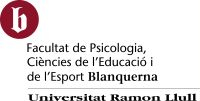 b
Facultat de Psicologia,
Ciències de l'Educació i
de l'Esport Blanquerna
Universitat Ramon Llull